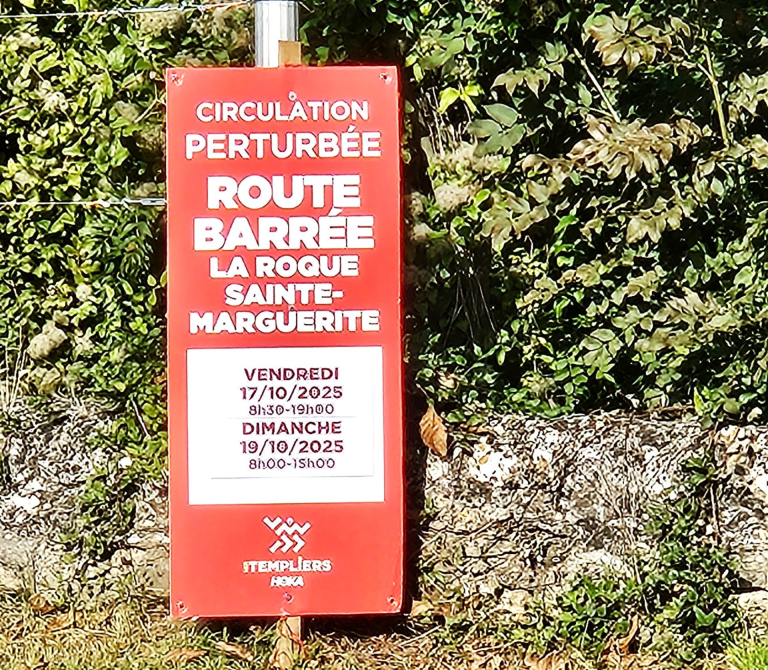 CIRCULATION
PERTURBÉE
ROUTE
BARRÉE
LA ROQUE
SAINTE-
MARGUERITE
VENDREDI
17/10/2025
8h30-19h00
DIMANCHE
19/10/2025
8h00-15h00
TEMPLIERS
HOKA